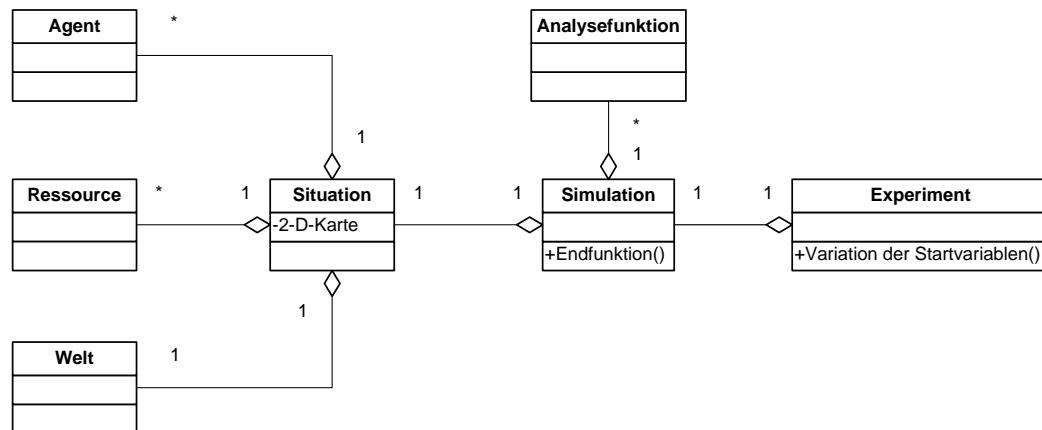 Agent
*
Analysefunktion
*
1
1
Ressource
*
1
Situation
-2-D-Karte
1
1
Simulation
+Endfunktion()
1
1
Experiment
+Variation der Startvariablen()
1
Welt
1